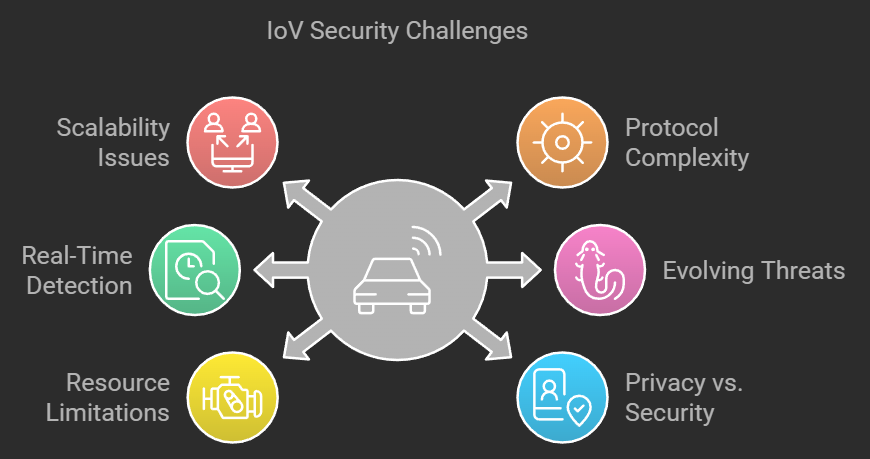 IoV Security Challenges
Scalability
Issues
Protocol
Complexity
Real-Time
Detection
Evolving Threats
Resource
Limitations
Privacy vs.
Security